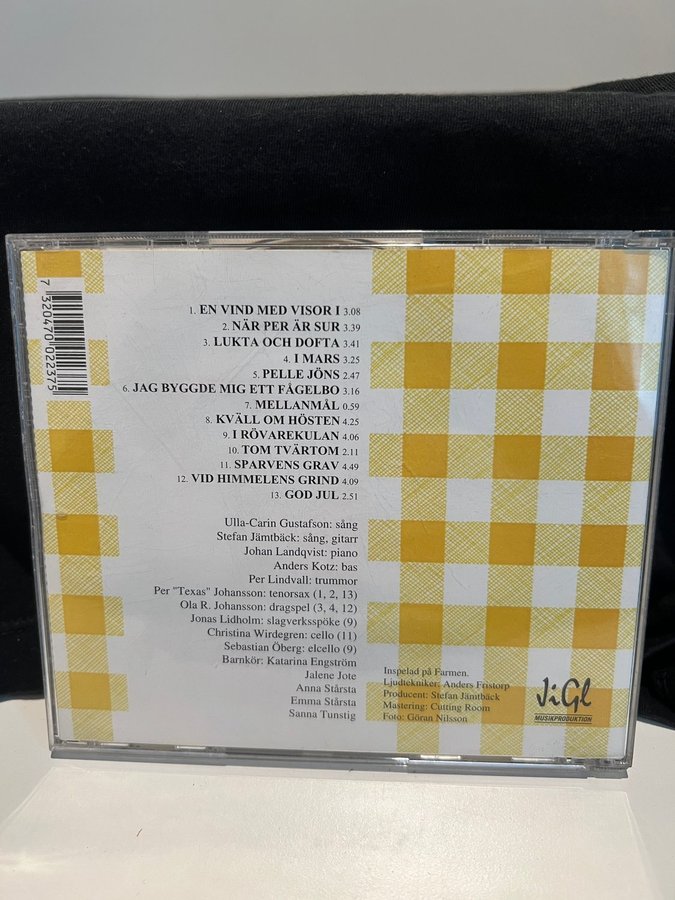 7 320470 022375
1. EN VIND MED VISOR I 3.08
2. NÄR PER ÄR SUR 3.39
3. LUKTA OCH DOFTA 3.41
4. I MARS 3.25
5. PELLE JÖNS 2.47
6. JAG BYGGDE MIG ETT FÅGELBO 3.16
7. MELLANMÅL 0.59
8. KVÄLL OM HÖSTEN 4.25
9. I RÖVAREKULAN 4.06
10. TOM TVÄRTOM 2.11
11. SPARVENS GRAV 4.49
12. VID HIMMELENS GRIND 4.09
13. GOD JUL 2.51
Ulla-Carin Gustafson: sång
Stefan Jämtbäck: sång, gitarr
Johan Landqvist: piano
Anders Kotz: bas
Per Lindvall: trummor
Per "Texas" Johansson: tenorsax (1, 2, 13)
Ola R. Johansson: dragspel (3, 4, 12)
Jonas Lidholm: slagverksspöke (9)
Christina Wirdegren: cello (11)
Sebastian Öberg: elcello (9)
Barnkör: Katarina Engström
Jalene Jote
Anna Stårsta
Emma Stårsta
Sanna Tunstig
Inspelad på Farmen.
Ljudtekniker: Anders Fristorp
Producent: Stefan Jämtbäck
Mastering: Cutting Room
Foto: Göran Nilsson
JiGl
MUSIKPRODUKTION